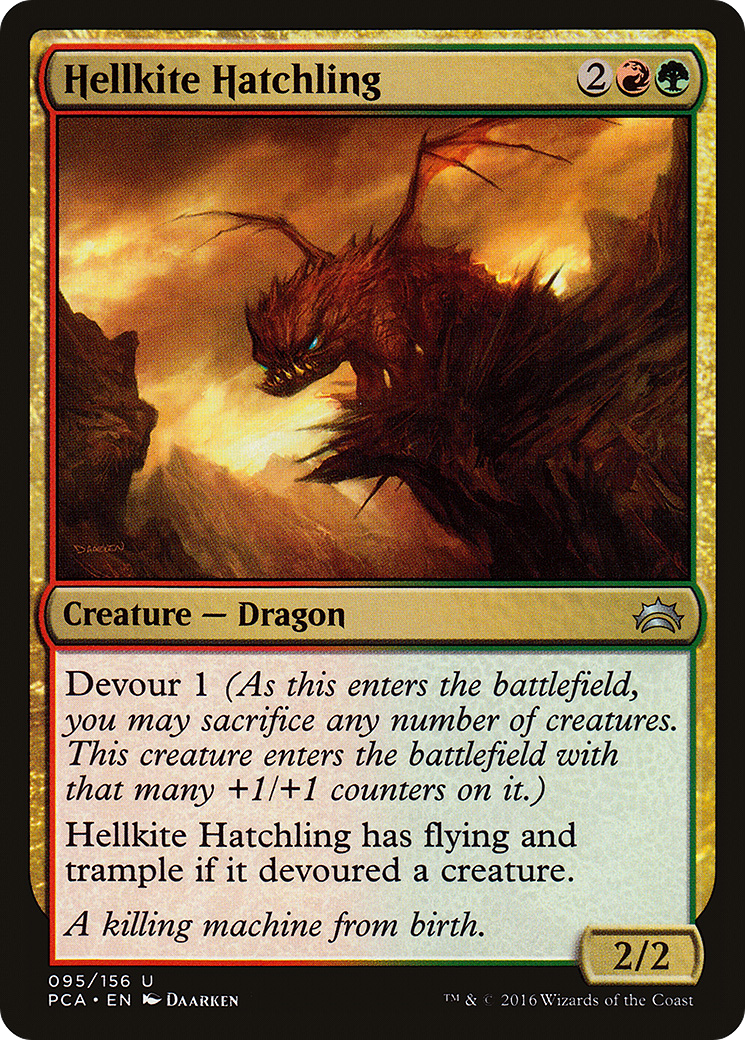 Hellkite Hatchling 2
DAARKEN
Creature — Dragon
Devour 1 (As this enters the battlefield,
you may sacrifice any number of creatures.
This creature enters the battlefield with
that many +1/+1 counters on it.)
Hellkite Hatchling has flying and
trample if it devoured a creature.
A killing machine from birth.
2/2
095/156 U
PCA • EN DAARKEN
™ & © 2016 Wizards of the Coast